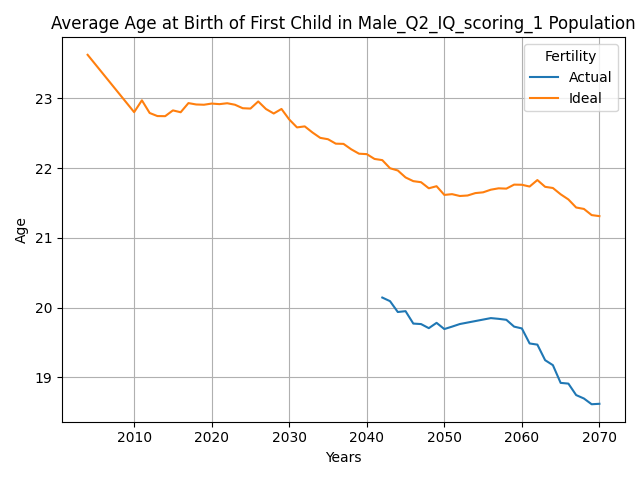 Average Age at Birth of First Child in Male_Q2_IQ_scoring_1 Population
Fertility
Actual
Ideal
23
22
21
20
19
Age
2010 2020 2030 2040 2050 2060 2070
Years